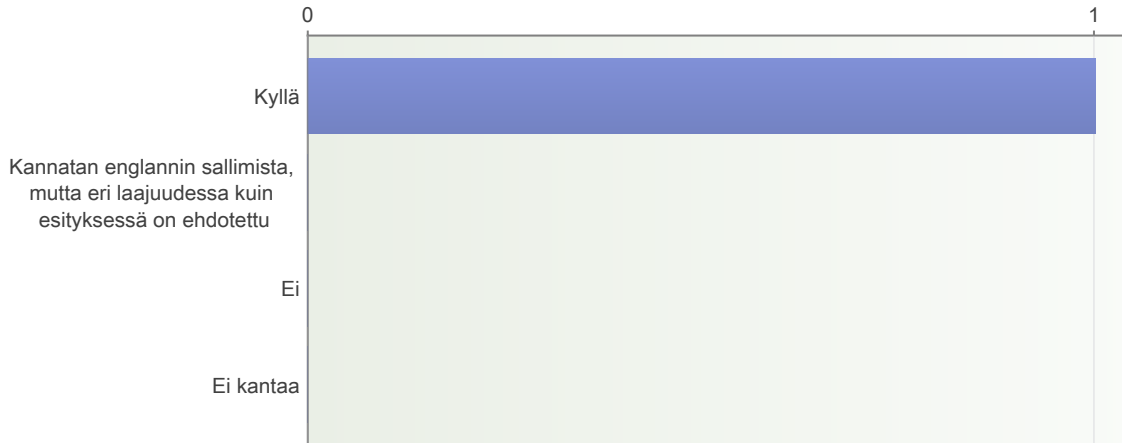 0 1
Kyllä
Kannatan englannin sallimista,
mutta eri laajuudessa kuin
esityksessä on ehdotettu
Ei
Ei kantaa